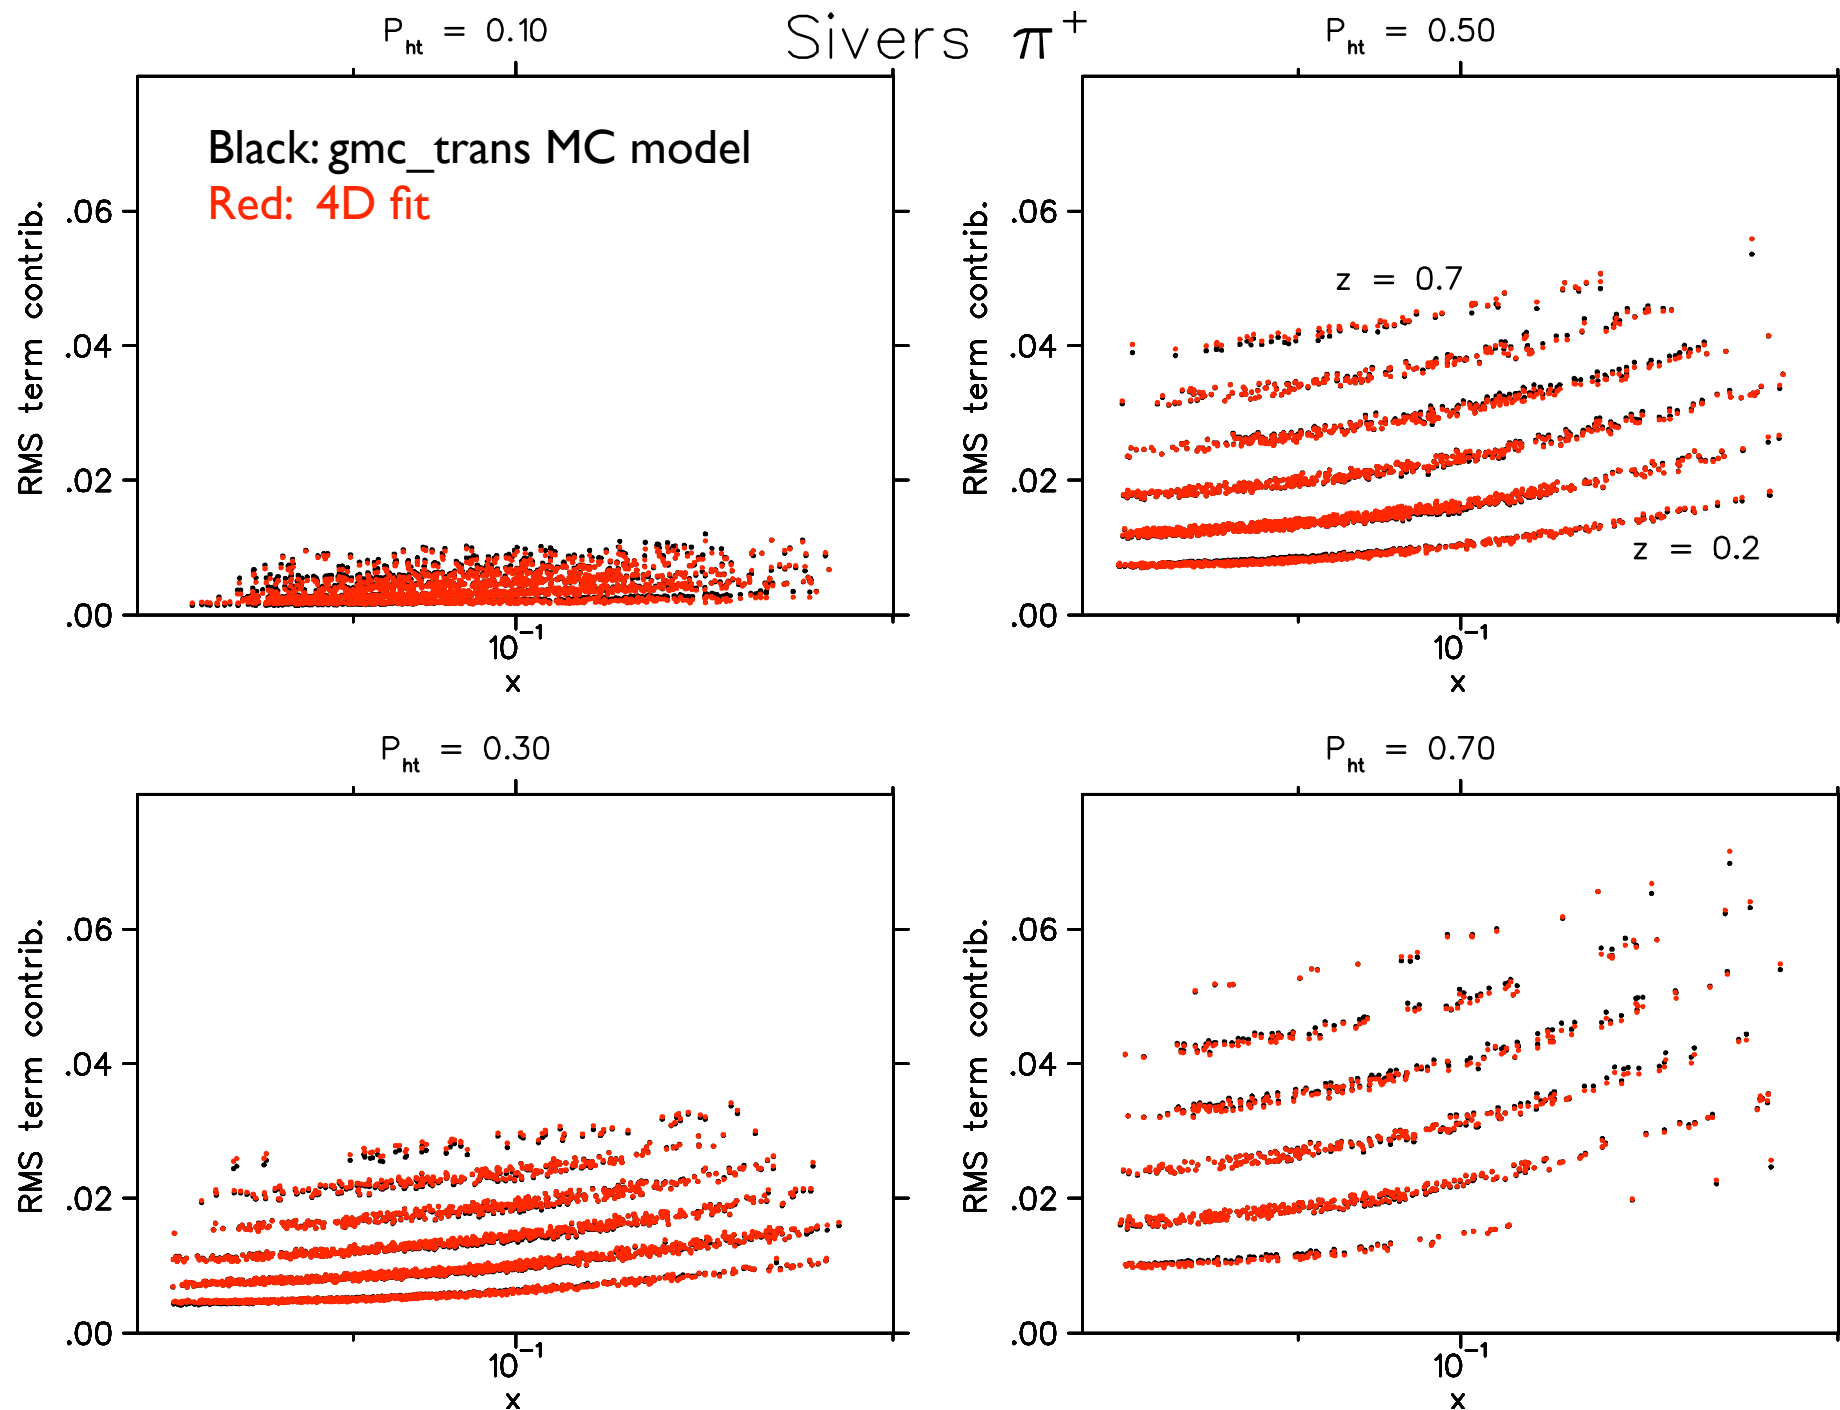 Sivers π⁺
P_ht = 0.10
Black: gmc_trans MC model
Red: 4D fit
RMS term contrib.
.06
.04
.02
.00
10⁻¹
x
P_ht = 0.50
z = 0.7
z = 0.2
RMS term contrib.
.06
.04
.02
.00
10⁻¹
x
P_ht = 0.30
RMS term contrib.
.06
.04
.02
.00
10⁻¹
x
P_ht = 0.70
RMS term contrib.
.06
.04
.02
.00
10⁻¹
x